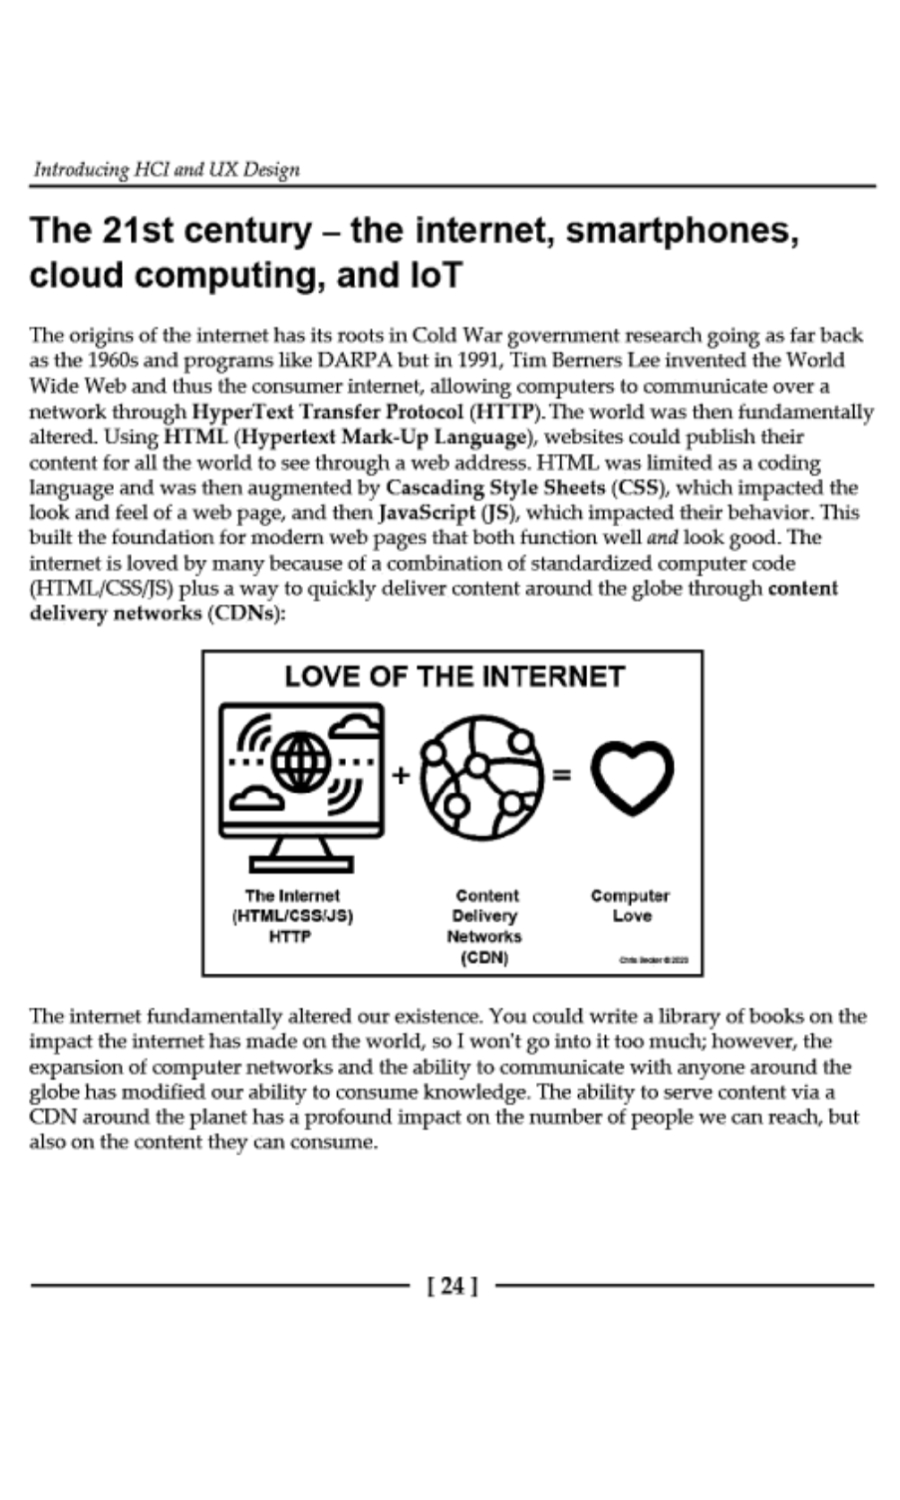 Introducing HCI and UX Design
The 21st century – the internet, smartphones,
cloud computing, and IoT
The origins of the internet has its roots in Cold War government research going as far back
as the 1960s and programs like DARPA but in 1991, Tim Berners Lee invented the World
Wide Web and thus the consumer internet, allowing computers to communicate over a
network through HyperText Transfer Protocol (HTTP). The world was then fundamentally
altered. Using HTML (Hypertext Mark-Up Language), websites could publish their
content for all the world to see through a web address. HTML was limited as a coding
language and was then augmented by Cascading Style Sheets (CSS), which impacted the
look and feel of a web page, and then JavaScript (JS), which impacted their behavior. This
built the foundation for modern web pages that both function well and look good. The
internet is loved by many because of a combination of standardized computer code
(HTML/CSS/JS) plus a way to quickly deliver content around the globe through content
delivery networks (CDNs):
LOVE OF THE INTERNET
+ =
The Internet
(HTML/CSS/JS)
HTTP
Content
Delivery
Networks
(CDN)
Computer
Love
Chris Becker © 2020
The internet fundamentally altered our existence. You could write a library of books on the
impact the internet has made on the world, so I won't go into it too much; however, the
expansion of computer networks and the ability to communicate with anyone around the
globe has modified our ability to consume knowledge. The ability to serve content via a
CDN around the planet has a profound impact on the number of people we can reach, but
also on the content they can consume.
[ 24 ]